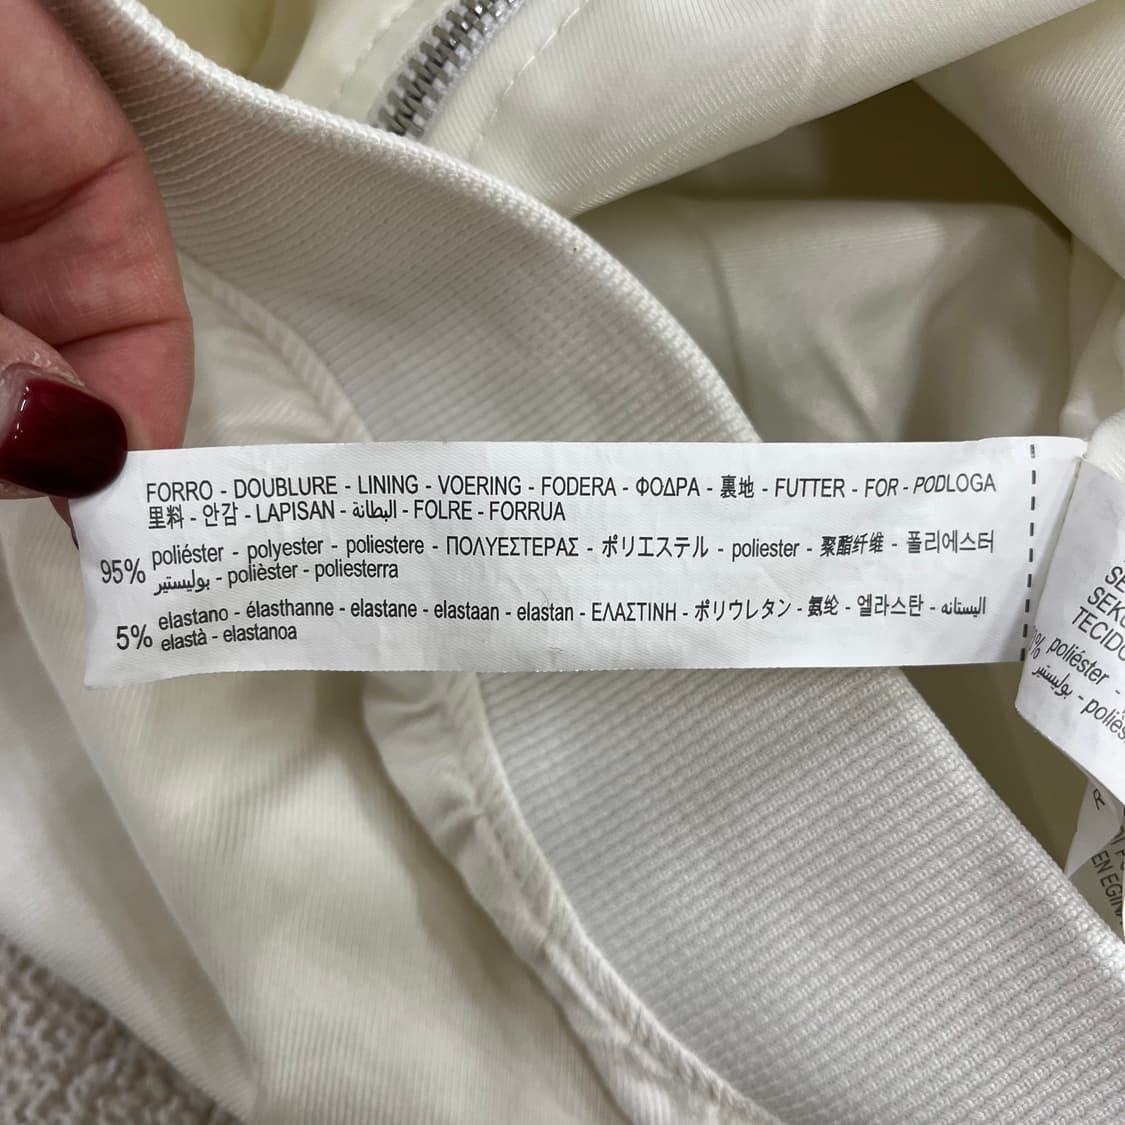 FORRO - DOUBLURE - LINING - VOERING - FODERA - ΦΟΔΡΑ - 裏地 - FUTTER - FOR - PODLOGA
里料 - 안감 - LAPISAN - البطانة - FOLRE - FORRUA
95% poliéster - polyester - poliestere - ΠΟΛΥΕΣΤΕΡΑΣ - ポリエステル - poliester - 聚酯纤维 - 폴리에스터
بوليستير - polièster - poliesterra
5% elastano - élasthanne - elastane - elastaan - elastan - ΕΛΑΣΤΙΝΗ - ポリウレタン - 氨纶 - 엘라스탄 - اليستانه
elastà - elastanoa
poliéster -
بوليستير -